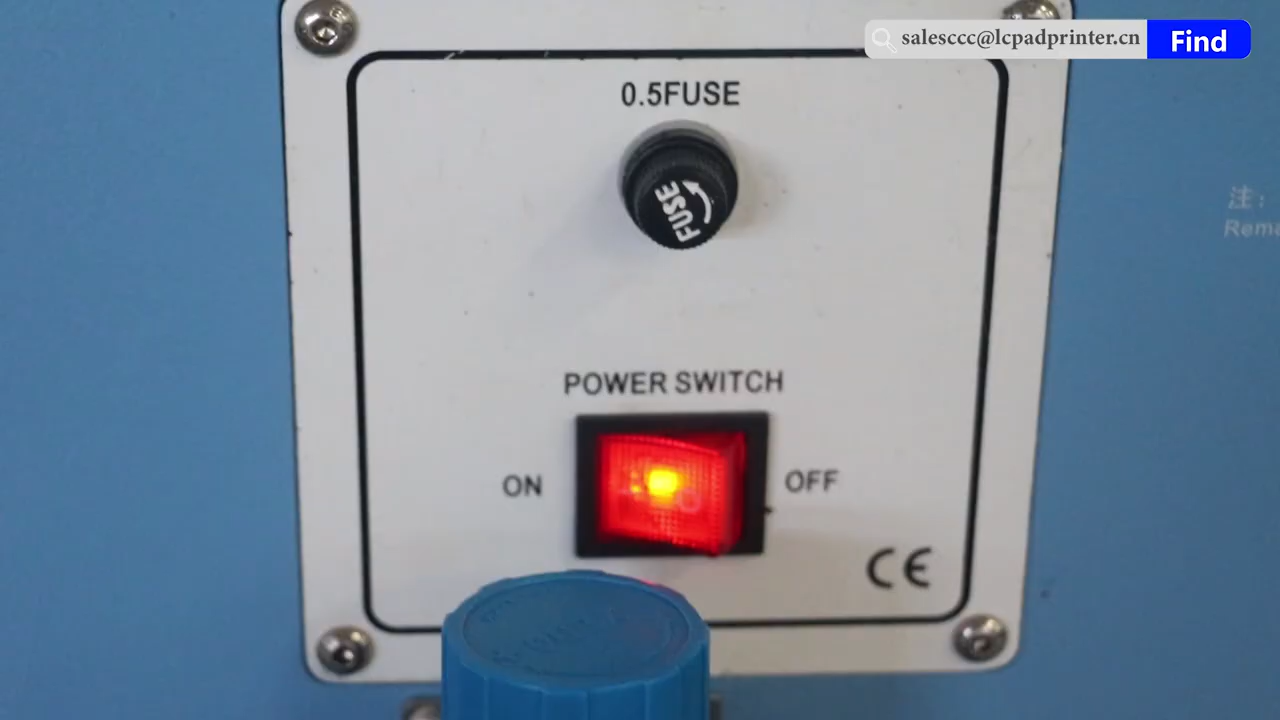 salesccc@lcpadprinter.cn
Find
0.5FUSE
FUSE
注：
POWER SWITCH
ON
OFF
CE